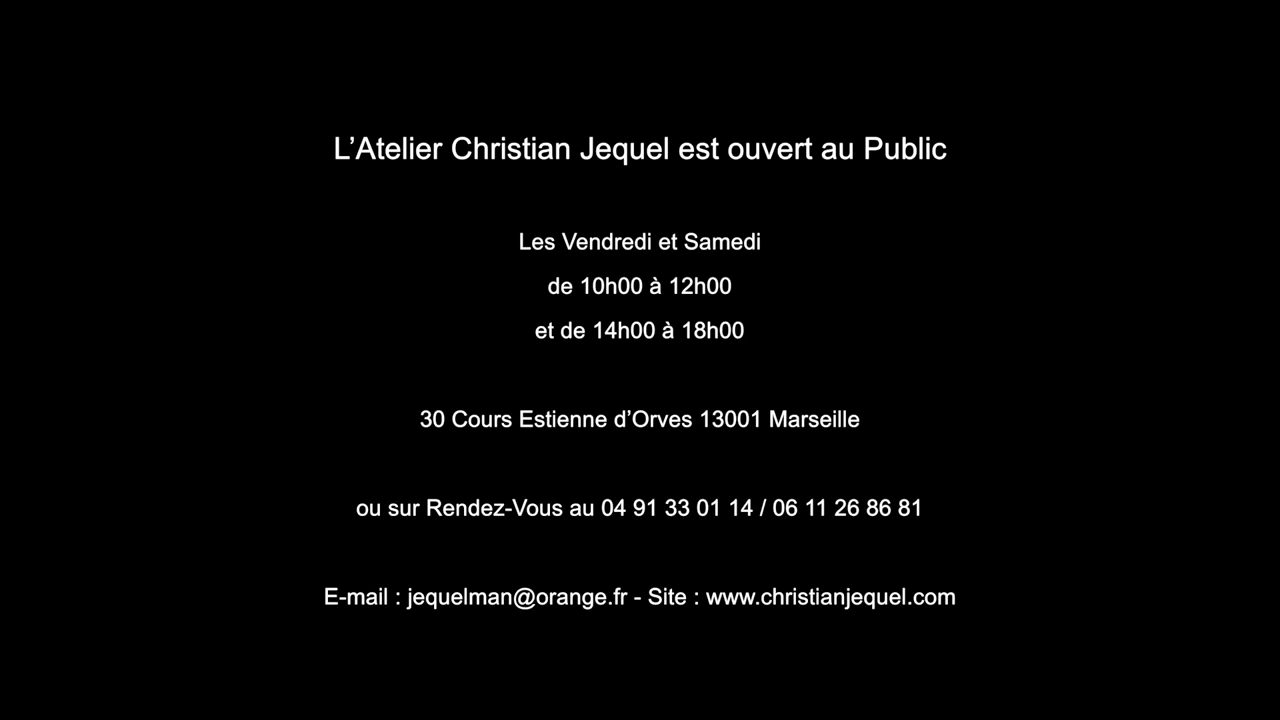 L’Atelier Christian Jequel est ouvert au Public
Les Vendredi et Samedi
de 10h00 à 12h00
et de 14h00 à 18h00
30 Cours Estienne d’Orves 13001 Marseille
ou sur Rendez-Vous au 04 91 33 01 14 / 06 11 26 86 81
E-mail : jequelman@orange.fr - Site : www.christianjequel.com